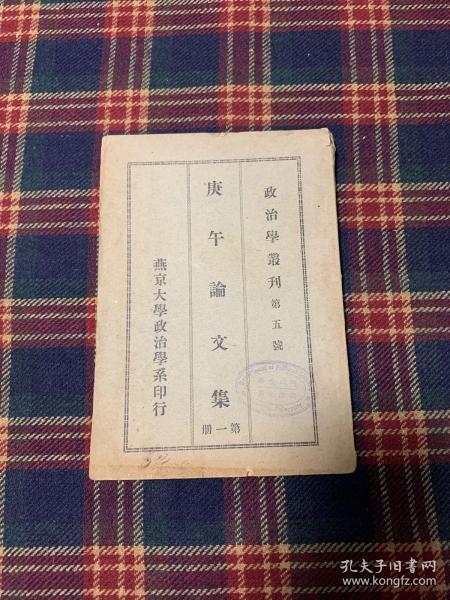 政治學叢刊第五號
庚午論文集
第一册
燕京大學政治學系印行
孔夫子旧书网
www.kongfz.com